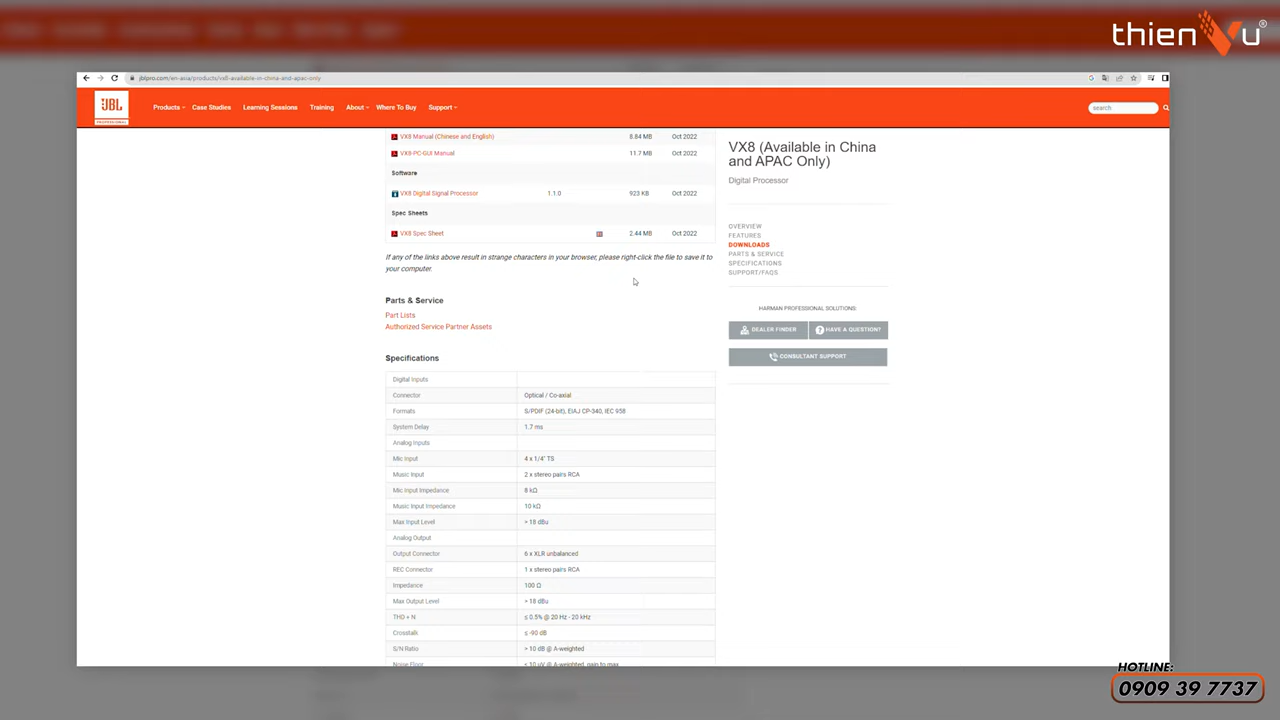 thienVu®
jblpro.com/en-asia/products/vx8-available-in-china-and-apac-only
JBL
PROFESSIONAL
Products
Case Studies
Learning Sessions
Training
About
Where To Buy
Support
search
VX8 Manual (Chinese and English) 8.84 MB Oct 2022
VX8-PC-GUI Manual 11.7 MB Oct 2022
Software
VX8 Digital Signal Processor 1.1.0 923 KB Oct 2022
Spec Sheets
VX8 Spec Sheet 2.44 MB Oct 2022
If any of the links above result in strange characters in your browser, please right-click the file to save it to
your computer.
Parts & Service
Part Lists
Authorized Service Partner Assets
Specifications
Digital Inputs
Connector Optical / Co-axial
Formats S/PDIF (24-bit), EIAJ CP-340, IEC 958
System Delay 1.7 ms
Analog Inputs
Mic Input 4 x 1/4" TS
Music Input 2 x stereo pairs RCA
Mic Input Impedance 8 kΩ
Music Input Impedance 10 kΩ
Max Input Level > 18 dBu
Analog Output
Output Connector 6 x XLR unbalanced
REC Connector 1 x stereo pairs RCA
Impedance 100 Ω
Max Output Level > 18 dBu
THD + N ≤ 0.5% @ 20 Hz - 20 kHz
Crosstalk ≤ -90 dB
S/N Ratio > 10 dB @ A-weighted
Noise Floor < 10 uV @ A-weighted, gain to max
VX8 (Available in China
and APAC Only)
Digital Processor
OVERVIEW
FEATURES
DOWNLOADS
PARTS & SERVICE
SPECIFICATIONS
SUPPORT/FAQS
HARMAN PROFESSIONAL SOLUTIONS:
DEALER FINDER
HAVE A QUESTION?
CONSULTANT SUPPORT
HOTLINE:
0909 39 7737